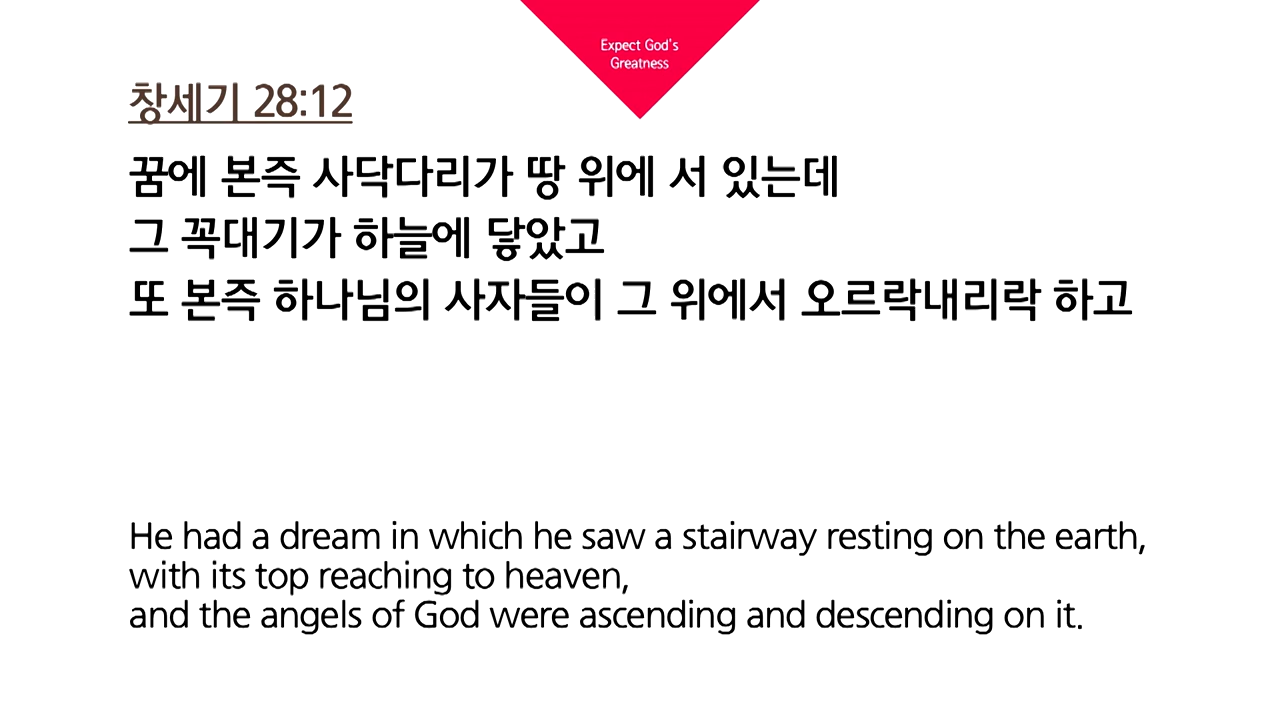 Expect God's
Greatness
창세기 28:12
꿈에 본즉 사닥다리가 땅 위에 서 있는데
그 꼭대기가 하늘에 닿았고
또 본즉 하나님의 사자들이 그 위에서 오르락내리락 하고
He had a dream in which he saw a stairway resting on the earth,
with its top reaching to heaven,
and the angels of God were ascending and descending on it.